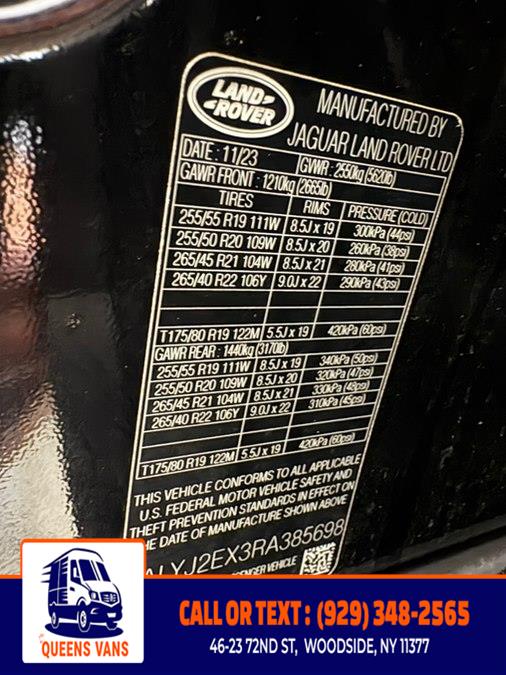 LAND
ROVER
MANUFACTURED BY
JAGUAR LAND ROVER LTD
DATE : 11/23 GWR : 2550kg (5620lb)
GAWR FRONT : 1210kg (2665lb)
TIRES RIMS PRESSURE (COLD)
255/55 R19 111W 8.5J x 19 300kPa (44psi)
255/50 R20 109W 8.5J x 20 260kPa (38psi)
265/45 R21 104W 8.5J x 21 280kPa (41psi)
265/40 R22 106Y 9.0J x 22 290kPa (43psi)
T175/80 R19 122M 5.5J x 19 420kPa (60psi)
GAWR REAR : 1440kg (3170lb)
255/55 R19 111W 8.5J x 19 340kPa (50psi)
255/50 R20 109W 8.5J x 20 320kPa (47psi)
265/45 R21 104W 8.5J x 21 330kPa (48psi)
265/40 R22 106Y 9.0J x 22 310kPa (45psi)
T175/80 R19 122M 5.5J x 19 420kPa (60psi)
THIS VEHICLE CONFORMS TO ALL APPLICABLE
U.S. FEDERAL MOTOR VEHICLE SAFETY AND
THEFT PREVENTION STANDARDS IN EFFECT ON
THE DATE OF MANUFACTURE SHOWN ABOVE
ALYJ2EX3RA385698
VEHICLE
QUEENS VANS
CALL OR TEXT : (929) 348-2565
46-23 72ND ST, WOODSIDE, NY 11377